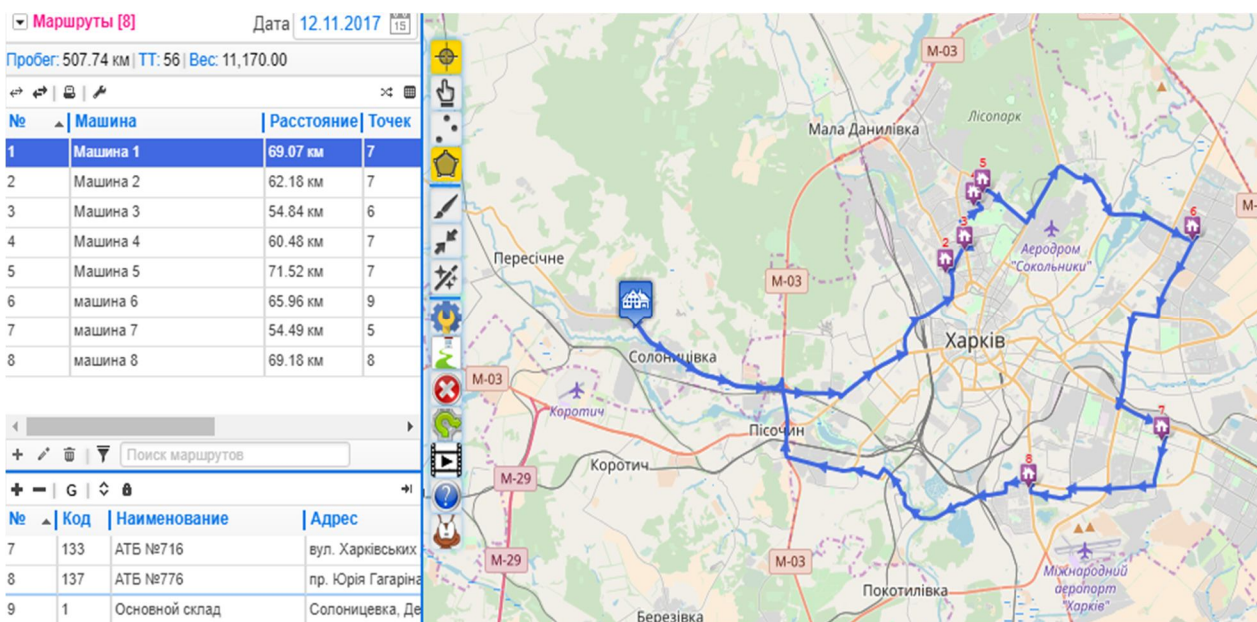 Маршруты [8]
Дата 12.11.2017
15
Пробег: 507.74 км | ТТ: 56 | Вес: 11,170.00
№ Машина Расстояние Точек
1 Машина 1 69.07 км 7
2 Машина 2 62.18 км 7
3 Машина 3 54.84 км 6
4 Машина 4 60.48 км 7
5 Машина 5 71.52 км 7
6 машина 6 65.96 км 9
7 машина 7 54.49 км 5
8 машина 8 69.18 км 8
Поиск маршрутов
G
№ Код Наименование Адрес
7 133 АТБ №716 вул. Харківських
8 137 АТБ №776 пр. Юрія Гагаріна
9 1 Основной склад Солоницевка, Де
М-03
Лісопарк
Мала Данилівка
5
3
2
6
М-
Аеродром
"Сокольники"
Пересічне
М-03
Харків
Солоницівка
М-03
Коротич
Пісочин
7
8
Коротич
М-29
М-29
М-03
Міжнародний
аеропорт
"Харків"
Покотилівка
Березівка